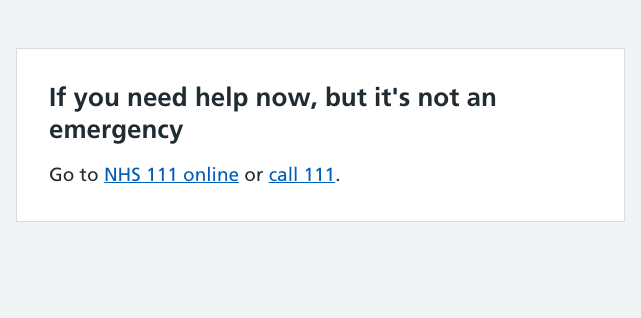 If you need help now, but it's not an
emergency
Go to NHS 111 online or call 111.